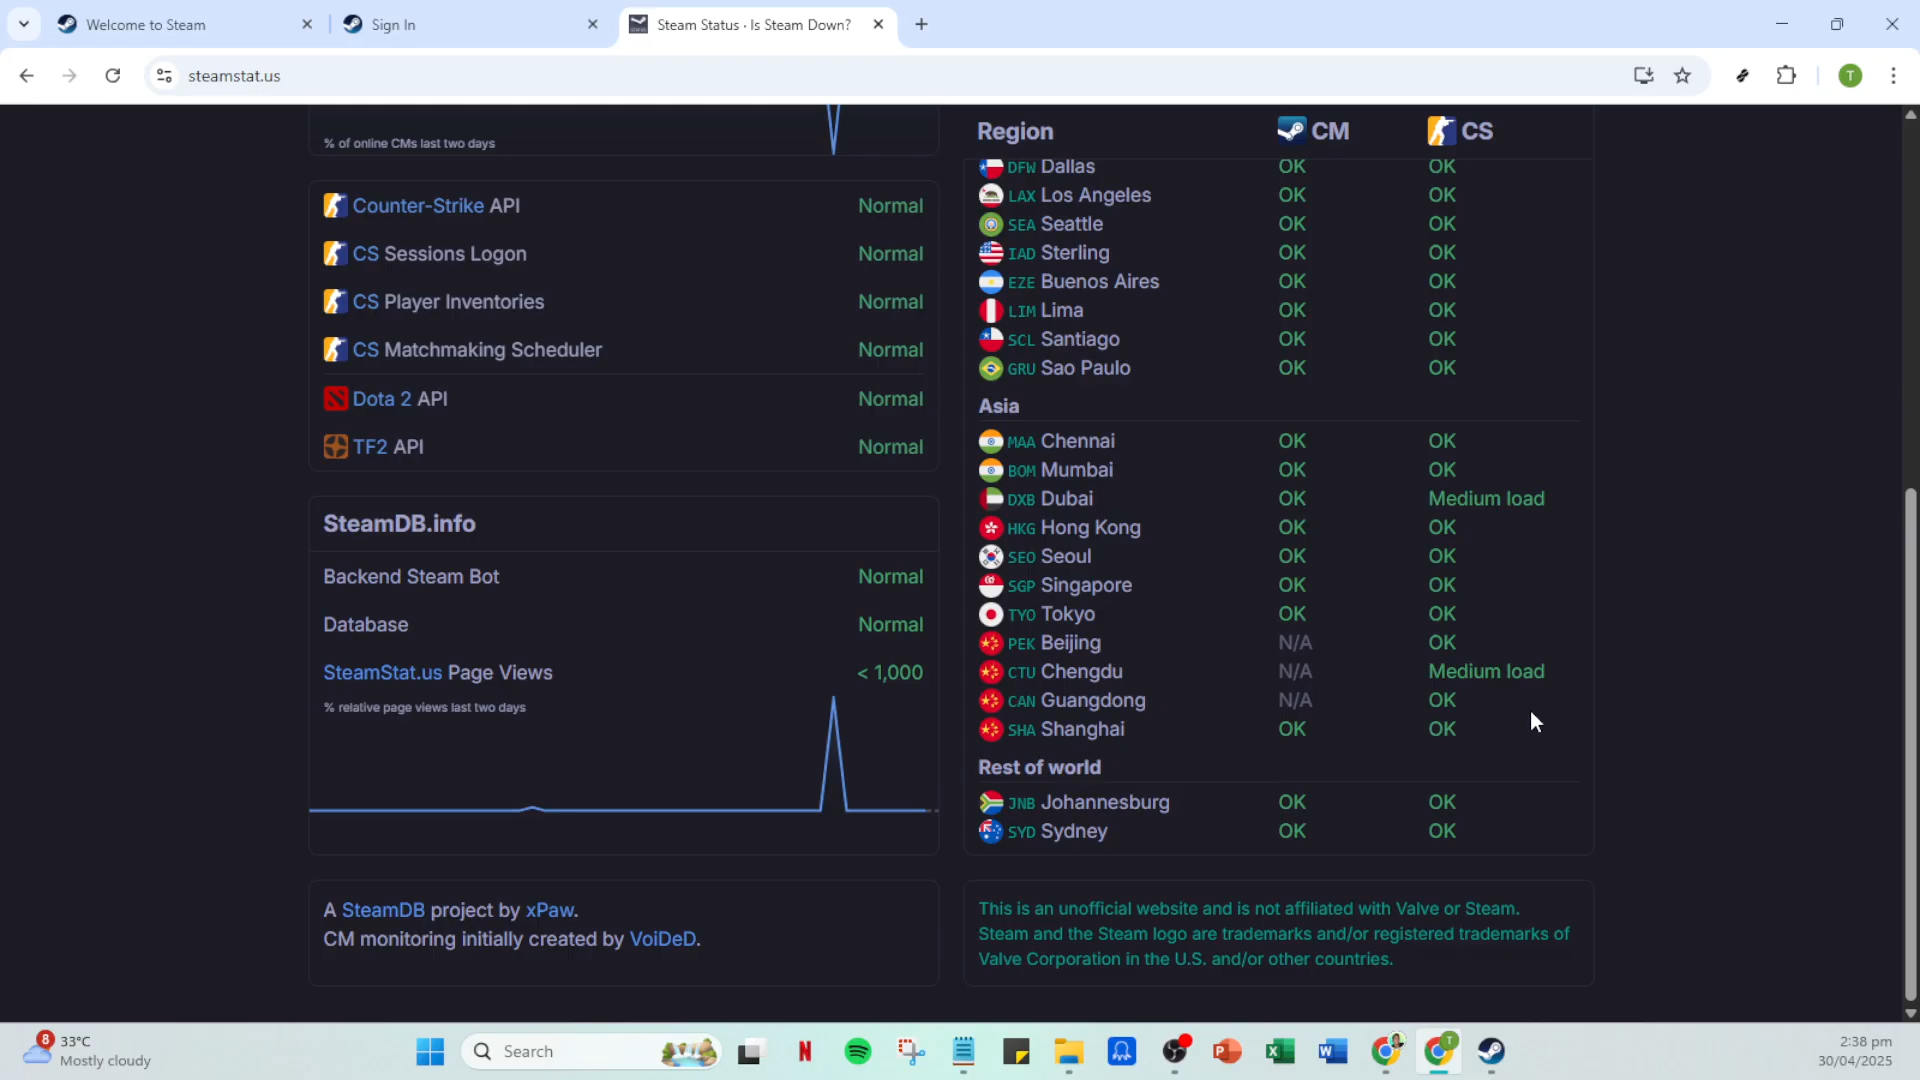 Welcome to Steam
Sign In
Steam Status · Is Steam Down?
steamstat.us
T
% of online CMs last two days
Counter-Strike API Normal
CS Sessions Logon Normal
CS Player Inventories Normal
CS Matchmaking Scheduler Normal
Dota 2 API Normal
TF2 API Normal
SteamDB.info
Backend Steam Bot Normal
Database Normal
SteamStat.us Page Views < 1,000
% relative page views last two days
A SteamDB project by xPaw.
CM monitoring initially created by VoiDeD.
Region CM CS
DFW Dallas OK OK
LAX Los Angeles OK OK
SEA Seattle OK OK
IAD Sterling OK OK
EZE Buenos Aires OK OK
LIM Lima OK OK
SCL Santiago OK OK
GRU Sao Paulo OK OK
Asia
MAA Chennai OK OK
BOM Mumbai OK OK
DXB Dubai OK Medium load
HKG Hong Kong OK OK
SEO Seoul OK OK
SGP Singapore OK OK
TYO Tokyo OK OK
PEK Beijing N/A OK
CTU Chengdu N/A Medium load
CAN Guangdong N/A OK
SHA Shanghai OK OK
Rest of world
JNB Johannesburg OK OK
SYD Sydney OK OK
This is an unofficial website and is not affiliated with Valve or Steam.
Steam and the Steam logo are trademarks and/or registered trademarks of
Valve Corporation in the U.S. and/or other countries.
8
33°C
Mostly cloudy
Search
2:38 pm
30/04/2025